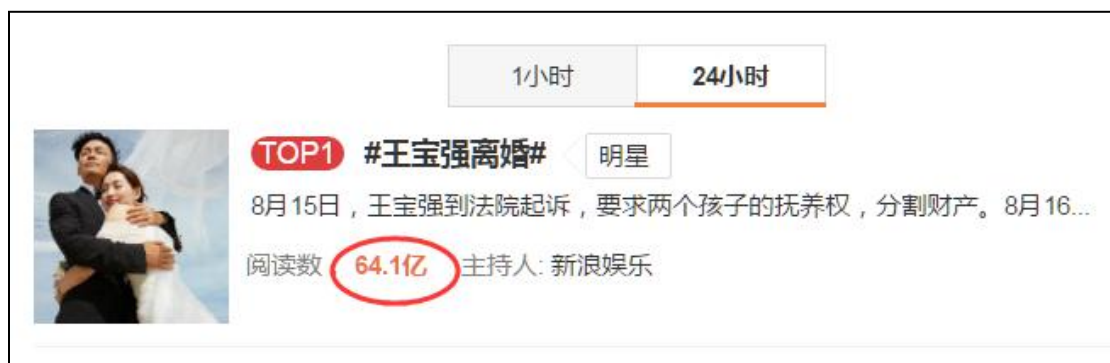 1小时 24小时
TOP1 #王宝强离婚# 明星
8月15日，王宝强到法院起诉，要求两个孩子的抚养权，分割财产。8月16...
阅读数 64.1亿 主持人: 新浪娱乐